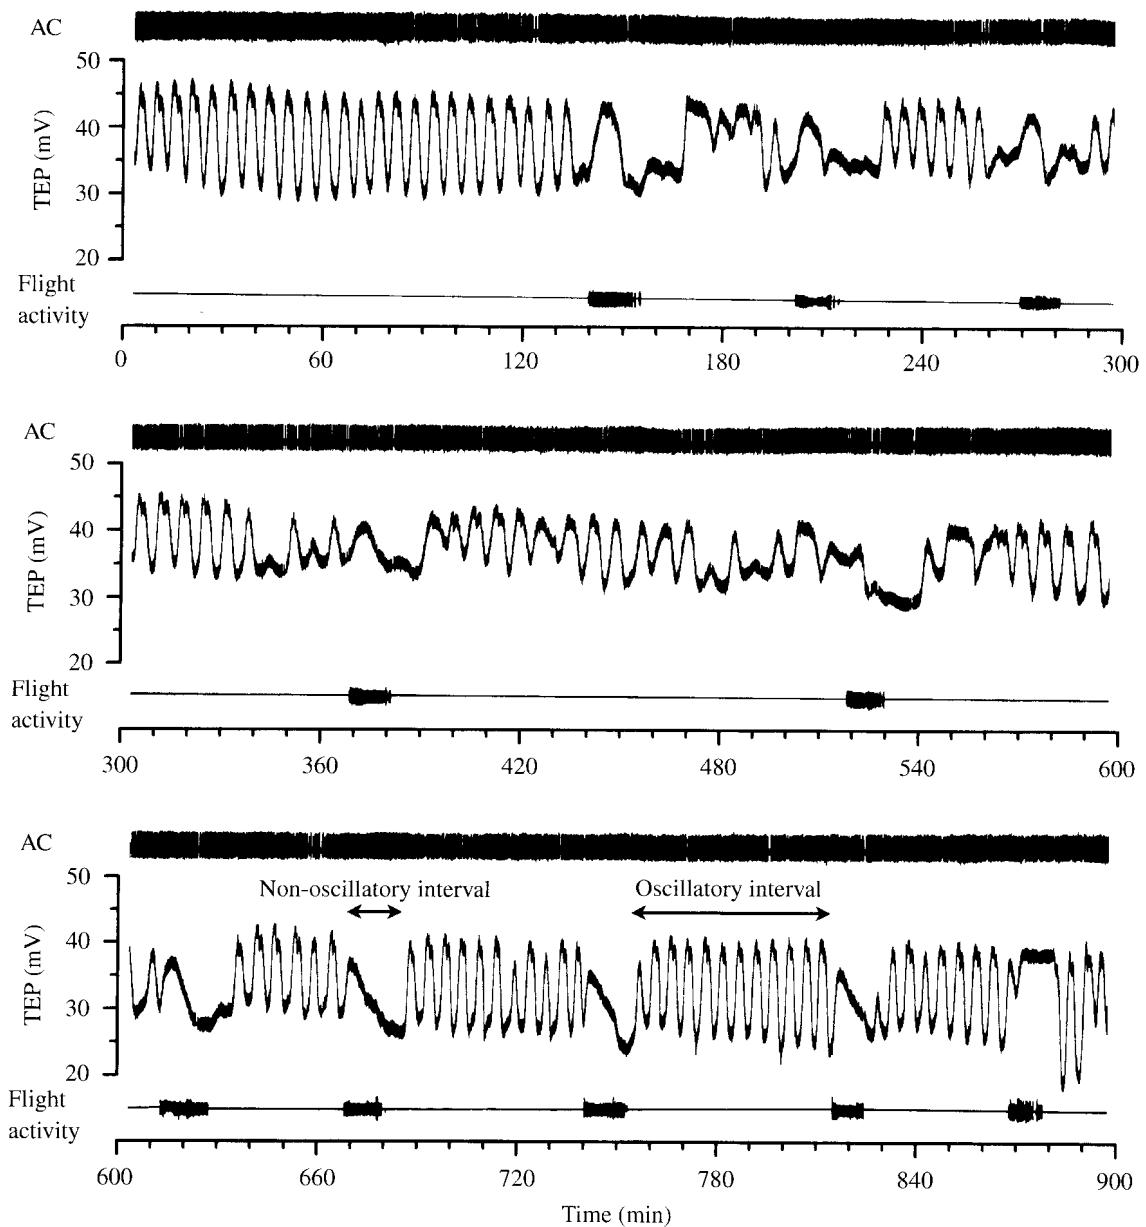 AC
50
40
30
20
TEP (mV)
Flight
activity
0 60 120 180 240 300
AC
50
40
30
20
TEP (mV)
Flight
activity
300 360 420 480 540 600
AC
50
40
30
20
TEP (mV)
Non-oscillatory interval Oscillatory interval
Flight
activity
600 660 720 780 840 900
Time (min)